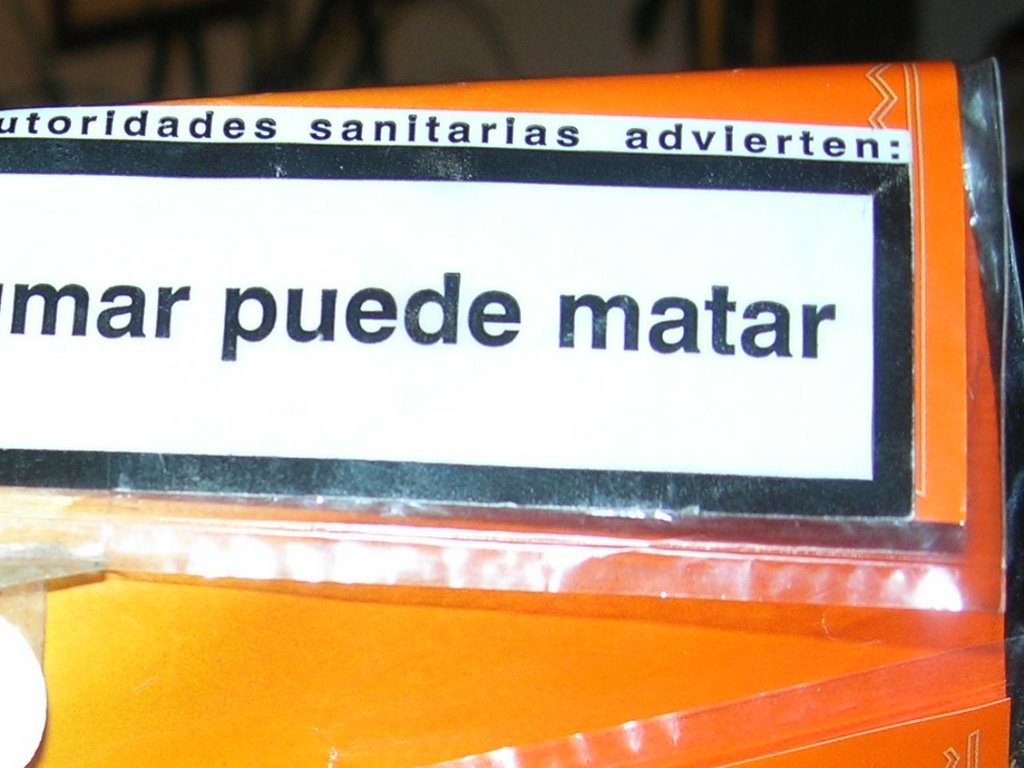 utoridades sanitarias advierten:
umar puede matar